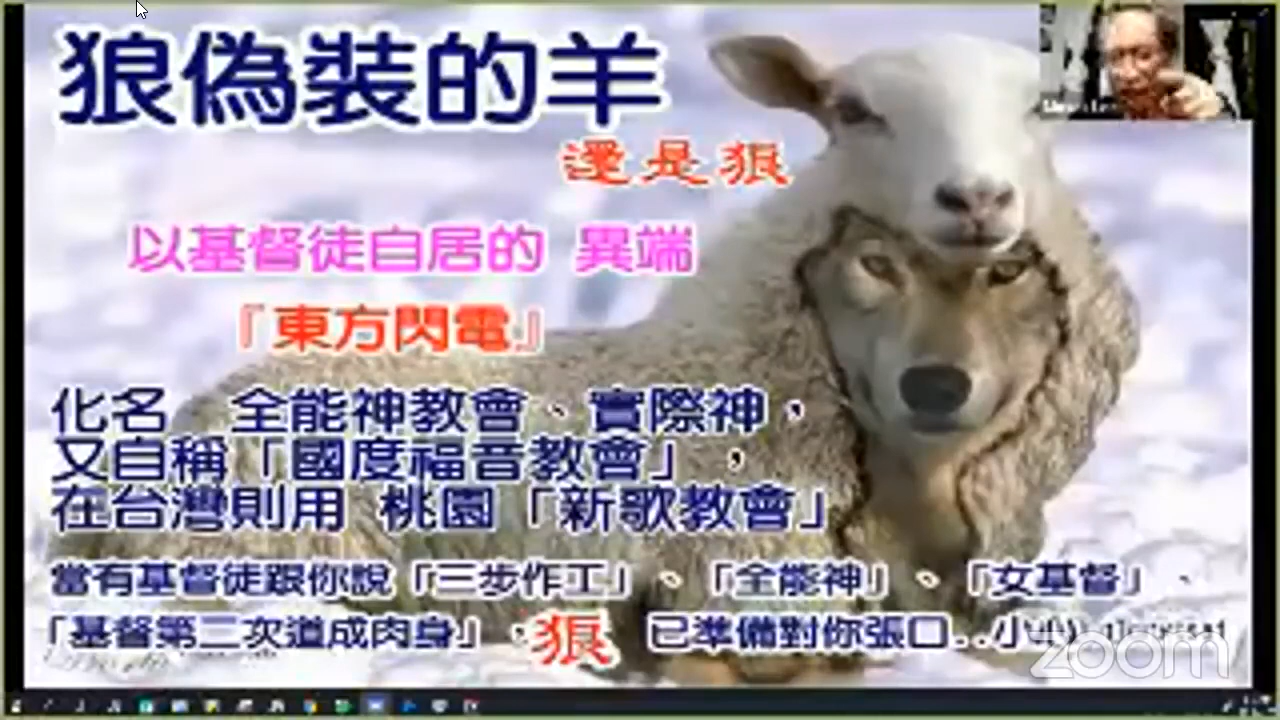 狼偽裝的羊
還是狼
以基督徒自居的 異端
『東方閃電』
化名 全能神教會、實際神，
又自稱「國度福音教會」，
在台灣則用 桃園「新歌教會」
當有基督徒跟你說「三步作工」、「全能神」、「女基督」、
「基督第二次道成肉身」，狼 已準備對你張口..小心
zoom